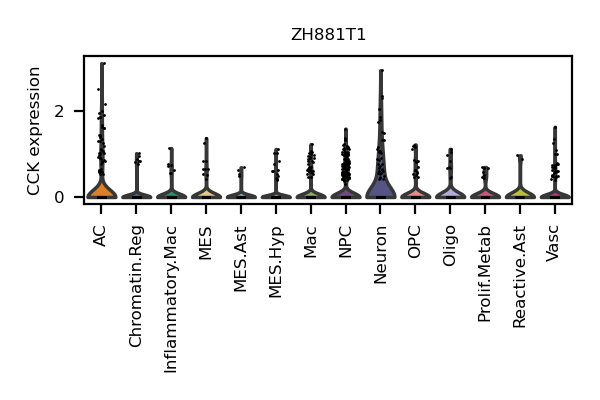 ZH881T1
CCK expression
2
0
AC
Chromatin.Reg
Inflammatory.Mac
MES
MES.Ast
MES.Hyp
Mac
NPC
Neuron
OPC
Oligo
Prolif.Metab
Reactive.Ast
Vasc